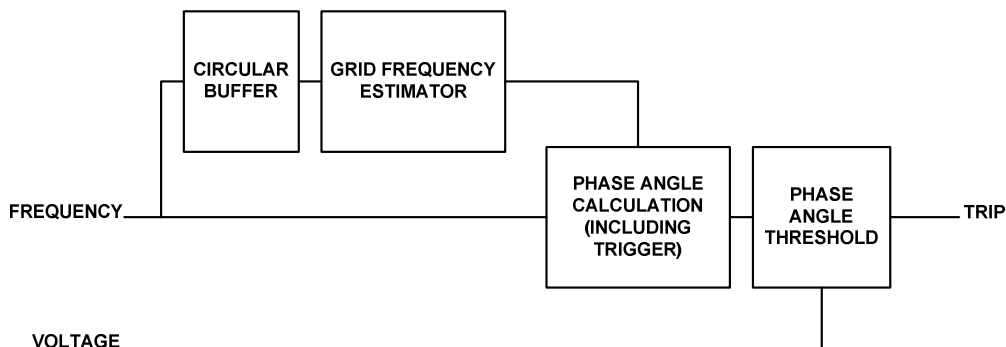 CIRCULAR
BUFFER
GRID FREQUENCY
ESTIMATOR
FREQUENCY
PHASE ANGLE
CALCULATION
(INCLUDING
TRIGGER)
PHASE
ANGLE
THRESHOLD
TRIP
VOLTAGE